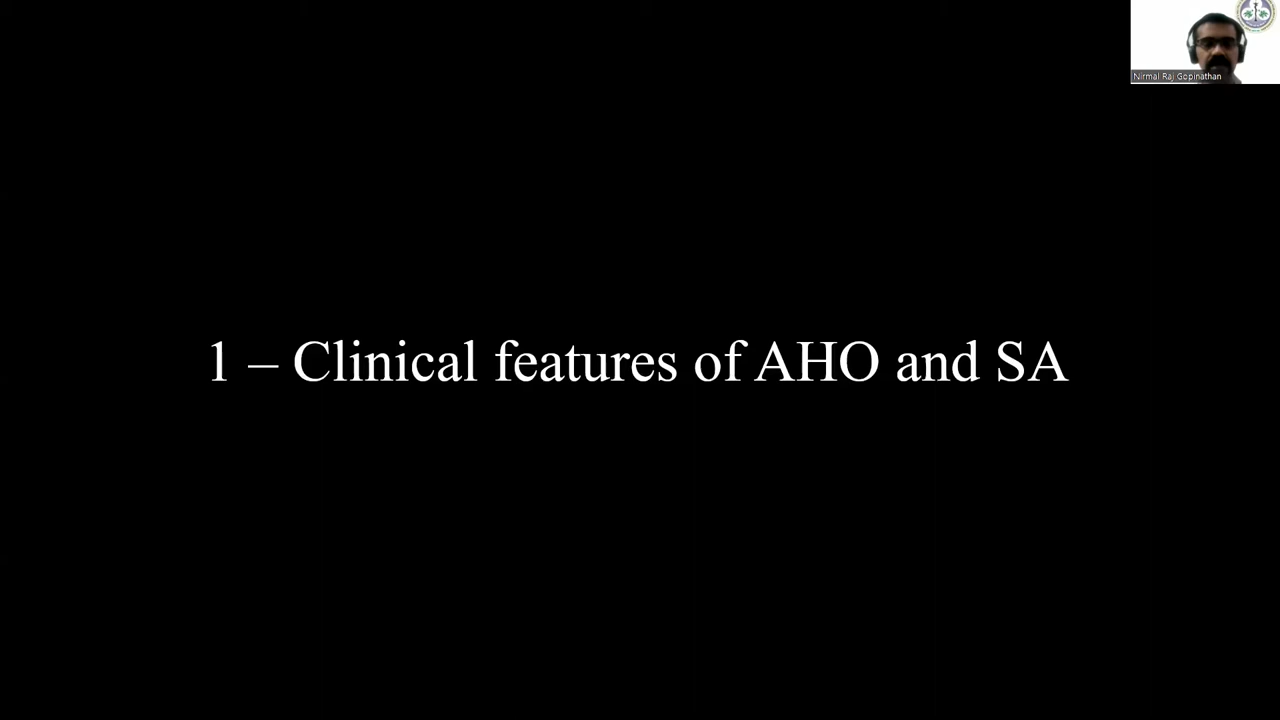 Nirmal Raj Gopinathan
1 – Clinical features of AHO and SA